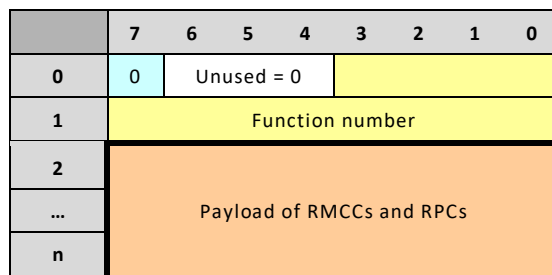 7 6 5 4 3 2 1 0
0 0 Unused = 0
1 Function number
2
... Payload of RMCCs and RPCs
n